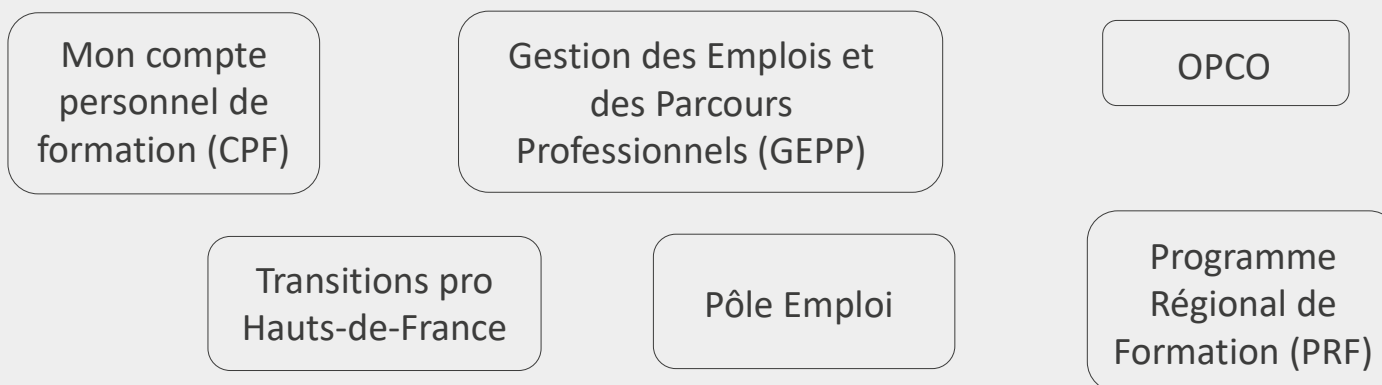 Mon compte
personnel de
formation (CPF)
Gestion des Emplois et
des Parcours
Professionnels (GEPP)
OPCO
Transitions pro
Hauts-de-France
Pôle Emploi
Programme
Régional de
Formation (PRF)